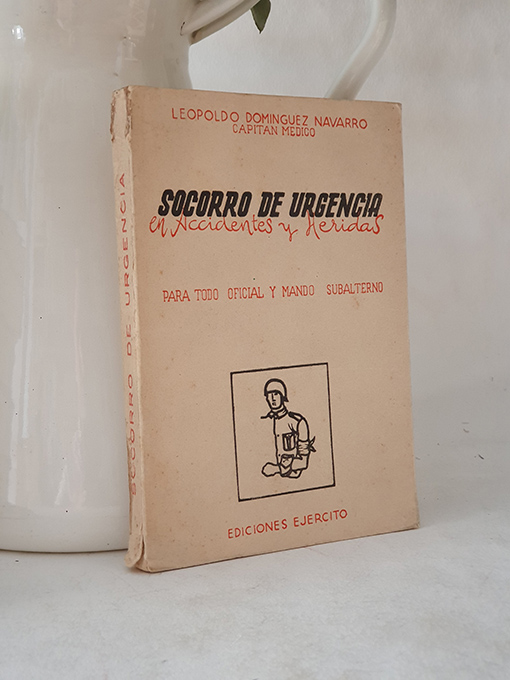 LEOPOLDO DOMINGUEZ NAVARRO
CAPITAN MEDICO
SOCORRO DE URGENCIA
en Accidentes y Heridas
PARA TODO OFICIAL Y MANDO SUBALTERNO
EDICIONES EJERCITO
SOCORRO DE URGENCIA